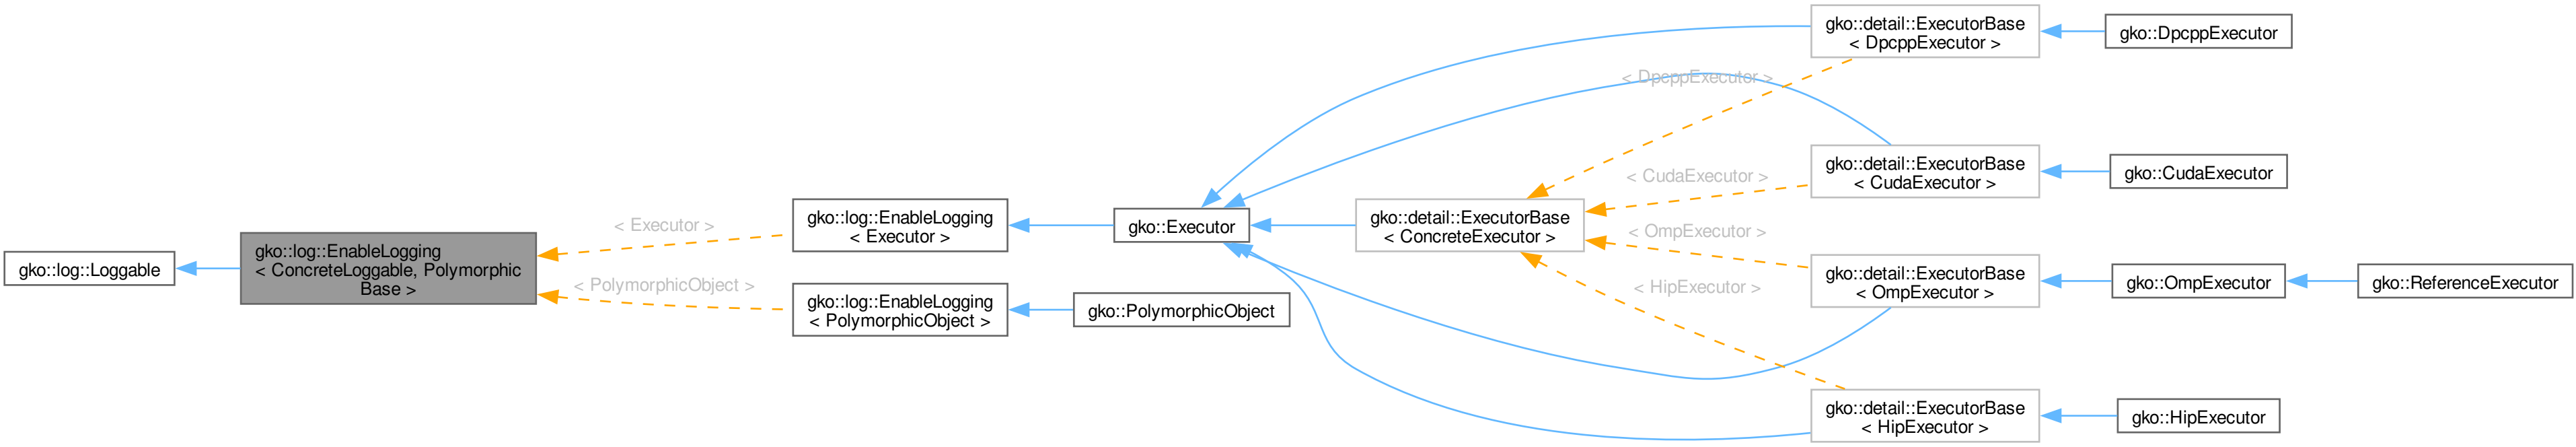 gko::log::Loggable
gko::log::EnableLogging
< ConcreteLoggable, Polymorphic
Base >
< Executor >
< PolymorphicObject >
gko::log::EnableLogging
< Executor >
gko::log::EnableLogging
< PolymorphicObject >
gko::Executor
gko::PolymorphicObject
gko::detail::ExecutorBase
< ConcreteExecutor >
< DpcppExecutor >
< CudaExecutor >
< OmpExecutor >
< HipExecutor >
gko::detail::ExecutorBase
< DpcppExecutor >
gko::DpcppExecutor
gko::detail::ExecutorBase
< CudaExecutor >
gko::CudaExecutor
gko::detail::ExecutorBase
< OmpExecutor >
gko::OmpExecutor
gko::ReferenceExecutor
gko::detail::ExecutorBase
< HipExecutor >
gko::HipExecutor